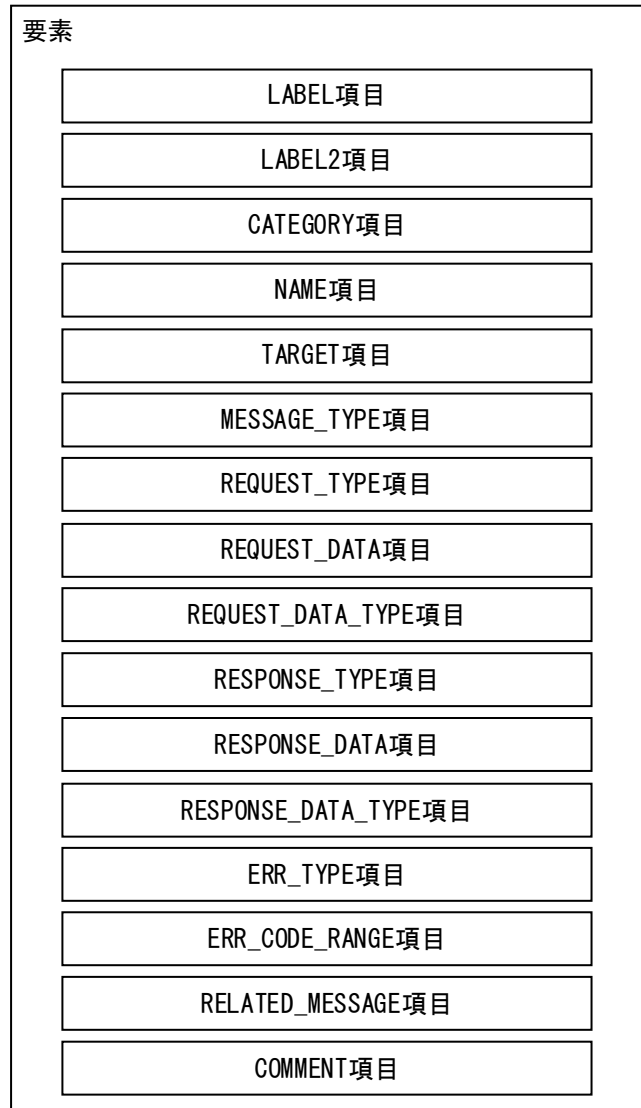 要素
LABEL項目
LABEL2項目
CATEGORY項目
NAME項目
TARGET項目
MESSAGE_TYPE項目
REQUEST_TYPE項目
REQUEST_DATA項目
REQUEST_DATA_TYPE項目
RESPONSE_TYPE項目
RESPONSE_DATA項目
RESPONSE_DATA_TYPE項目
ERR_TYPE項目
ERR_CODE_RANGE項目
RELATED_MESSAGE項目
COMMENT項目